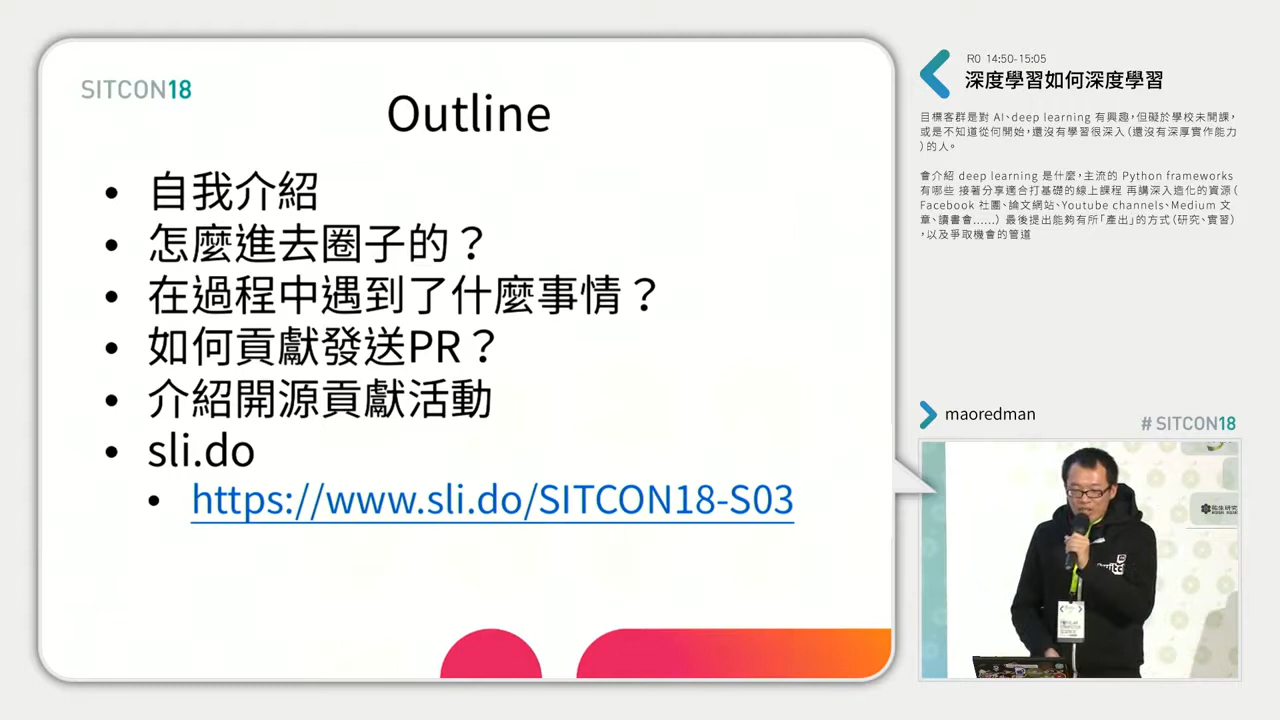 SITCON18
Outline
• 自我介紹
• 怎麼進去圈子的？
• 在過程中遇到了什麼事情？
• 如何貢獻發送PR？
• 介紹開源貢獻活動
• sli.do
• https://www.sli.do/SITCON18-S03
R0 14:50-15:05
深度學習如何深度學習
目標客群是對 AI、deep learning 有興趣，但礙於學校未開課，
或是不知道從何開始，還沒有學習很深入（還沒有深厚實作能力
）的人。
會介紹 deep learning 是什麼，主流的 Python frameworks
有哪些 接著分享適合打基礎的線上課程 再講深入造化的資源（
Facebook 社團、論文網站、Youtube channels、Medium 文
章、讀書會......） 最後提出能夠有所「產出」的方式（研究、實習）
，以及爭取機會的管道
maoredman
# SITCON18